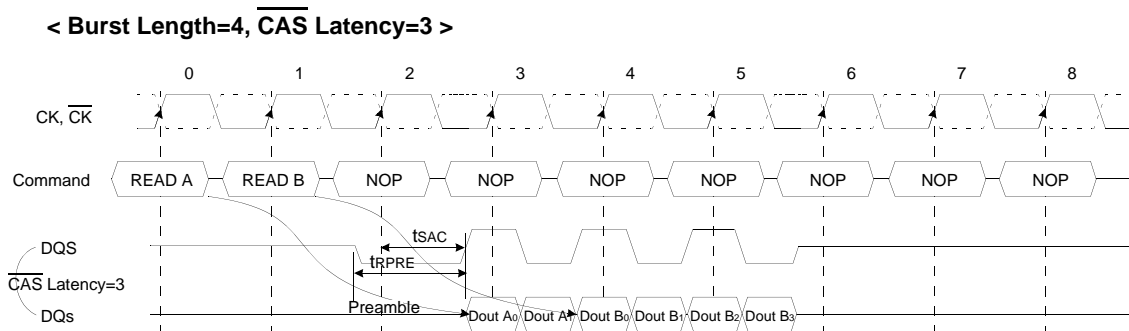 < Burst Length=4, CAS Latency=3 >
0 1 2 3 4 5 6 7 8
CK, CK
Command READ A READ B NOP NOP NOP NOP NOP NOP NOP
DQS tSAC
tRPRE
CAS Latency=3
Preamble
DQs Dout A0 Dout A1 Dout B0 Dout B1 Dout B2 Dout B3